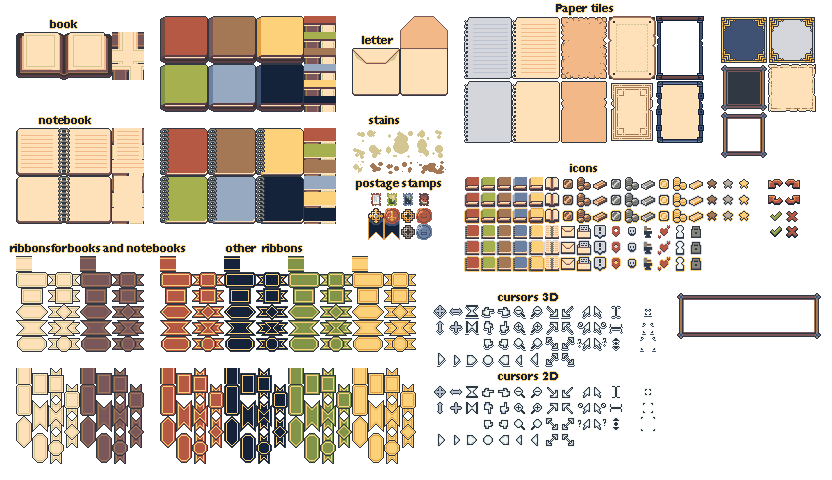 book
letter
Paper tiles
notebook
stains
postage stamps
icons
ribbonsforbooks and notebooks
other ribbons
cursors 3D
cursors 2D